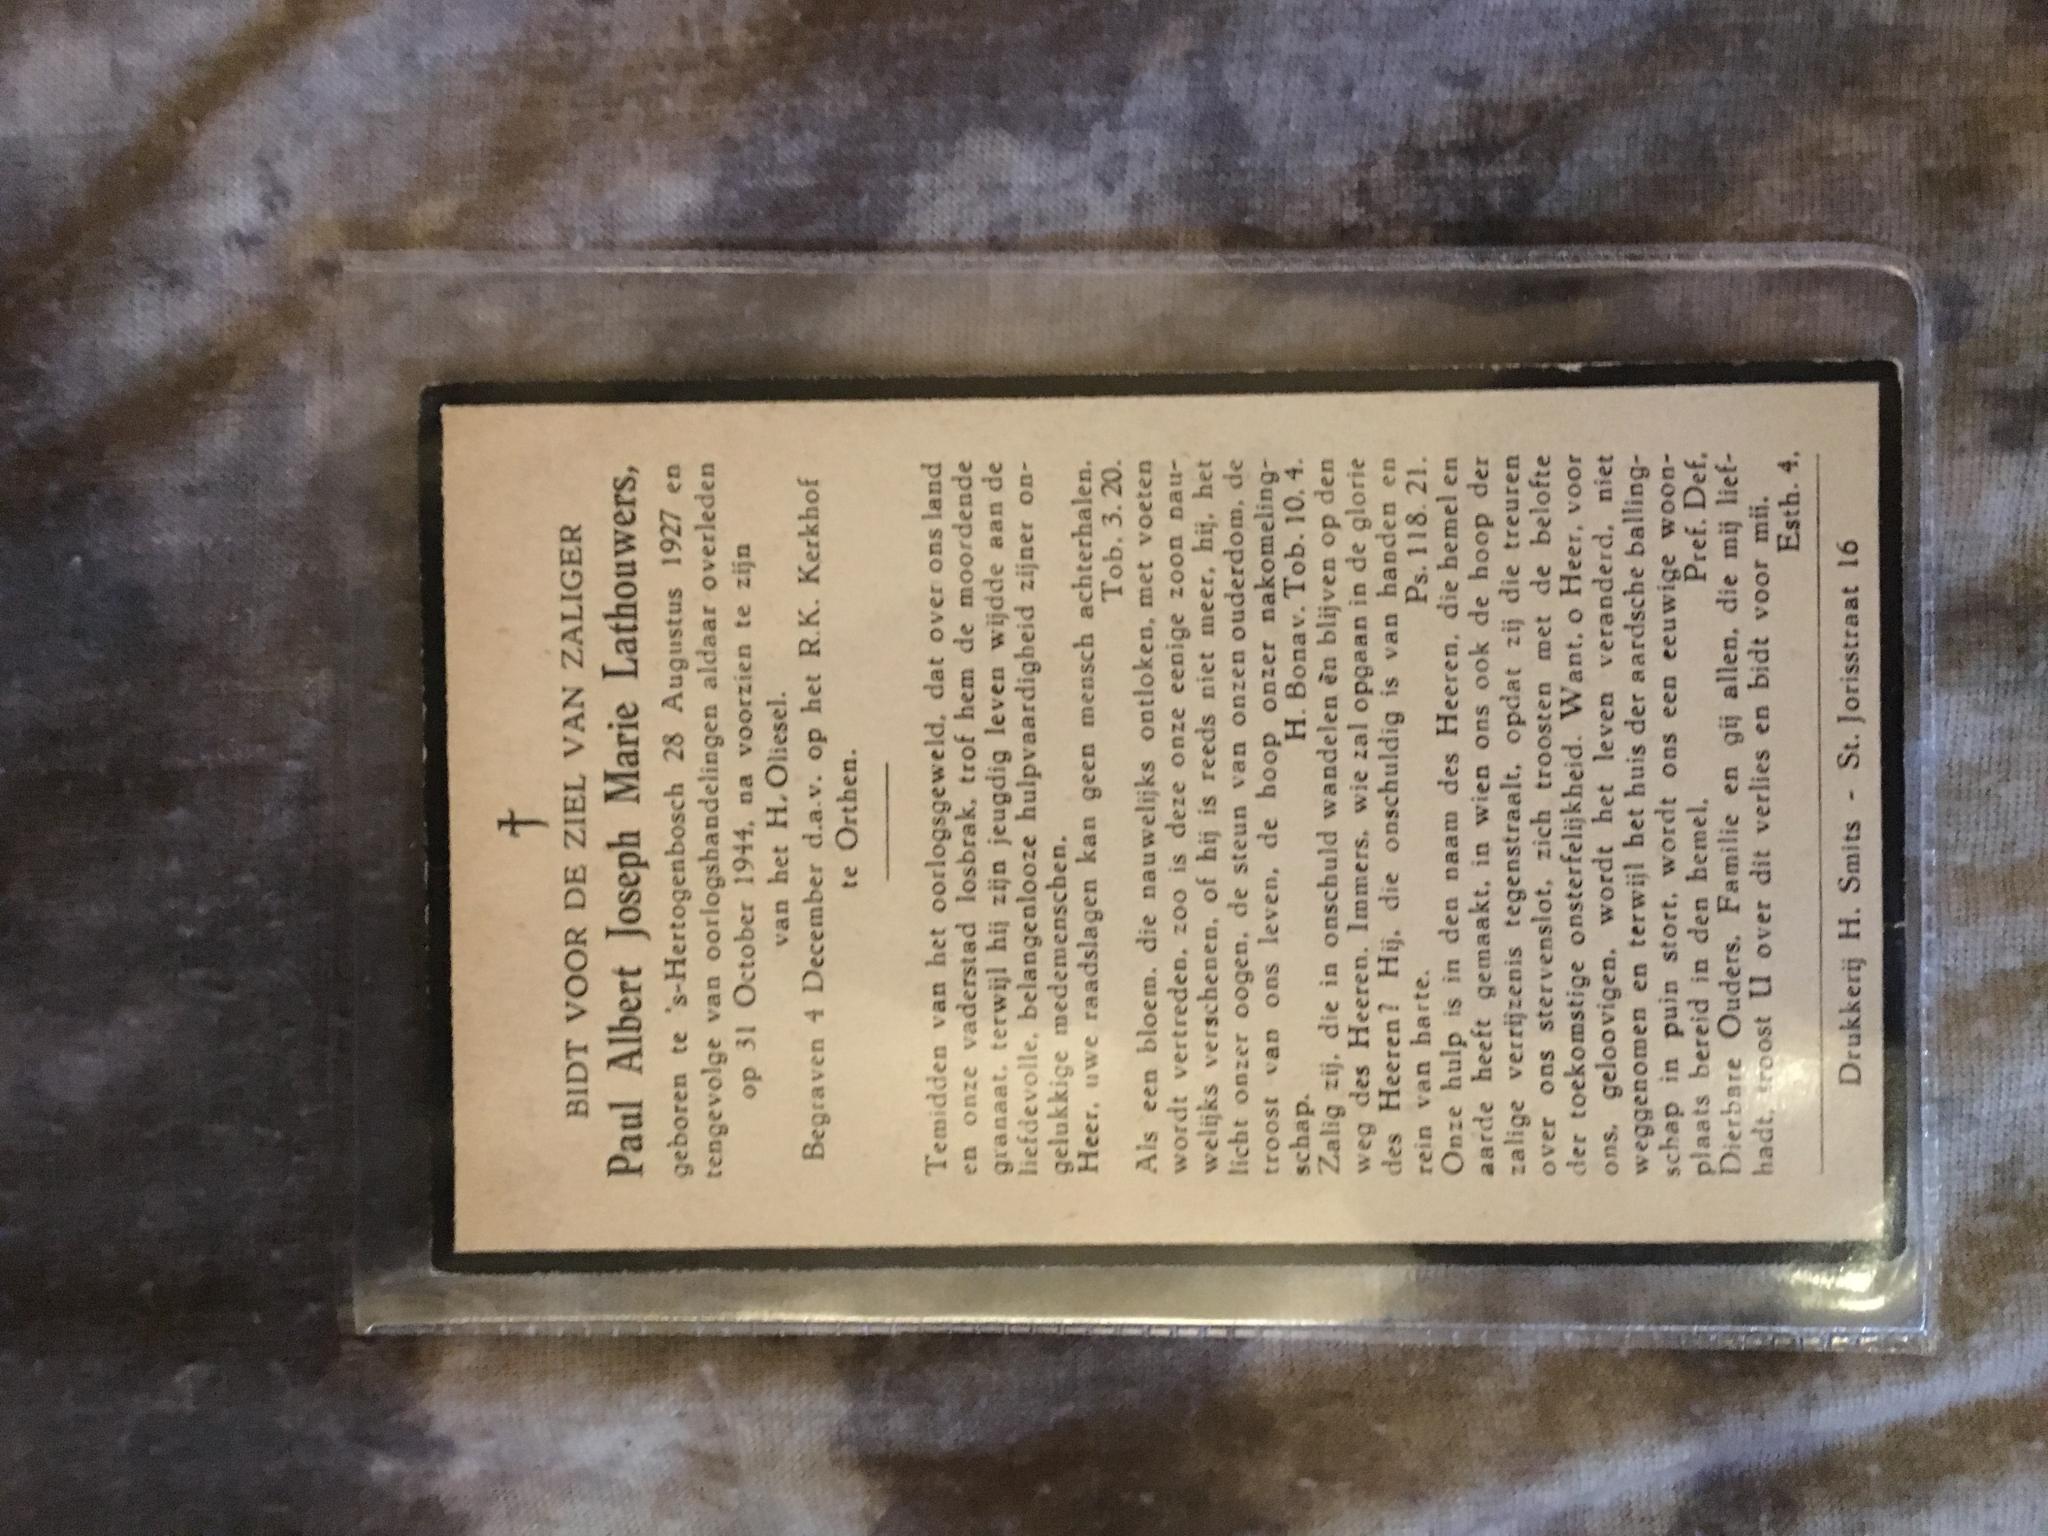 BIDT VOOR DE ZIEL VAN ZALIGER
Paul Albert Joseph Marie Lathouwers,
geboren te 's-Hertogenbosch 28 Augustus 1927 en
tengevolge van oorlogshandelingen aldaar overleden
op 31 October 1944, na voorzien te zijn
van het H. Oliesel.
Begraven 4 December d.a.v. op het R.K. Kerkhof
te Orthen.
Temidden van het oorlogsgeweld, dat over ons land
en onze vaderstad losbrak, trof hem de moordende
granaat, terwijl hij zijn jeugdig leven wijdde aan de
liefdevolle, belangenlooze hulpvaardigheid zijner on-
gelukkige medemenschen.
Heer, uwe raadslagen kan geen mensch achterhalen.
Tob. 3. 20.
Als een bloem, die nauwelijks ontloken, met voeten
wordt vertreden, zoo is deze onze eenige zoon nau-
welijks verschenen, of hij is reeds niet meer, hij, het
licht onzer oogen, de steun van onzen ouderdom, de
troost van ons leven, de hoop onzer nakomeling-
schap. H. Bonav. Tob. 10. 4.
Zalig zij, die in onschuld wandelen èn blijven op den
weg des Heeren. Immers, wie zal opgaan in de glorie
des Heeren? Hij, die onschuldig is van handen en
rein van harte. Ps. 118. 21.
Onze hulp is in den naam des Heeren, die hemel en
aarde heeft gemaakt, in wien ons ook de hoop der
zalige verrijzenis tegenstraalt, opdat zij die treuren
over ons stervenslot, zich troosten met de belofte
der toekomstige onsterfelijkheid. Want, o Heer, voor
ons, geloovigen, wordt het leven veranderd, niet
weggenomen en terwijl het huis der aardsche balling-
schap in puin stort, wordt ons een eeuwige woon-
plaats bereid in den hemel. Pref. Def.
Dierbare Ouders, Familie en gij allen, die mij lief-
hadt, troost U over dit verlies en bidt voor mij.
Esth. 4.
Drukkerij H. Smits - St. Jorisstraat 16